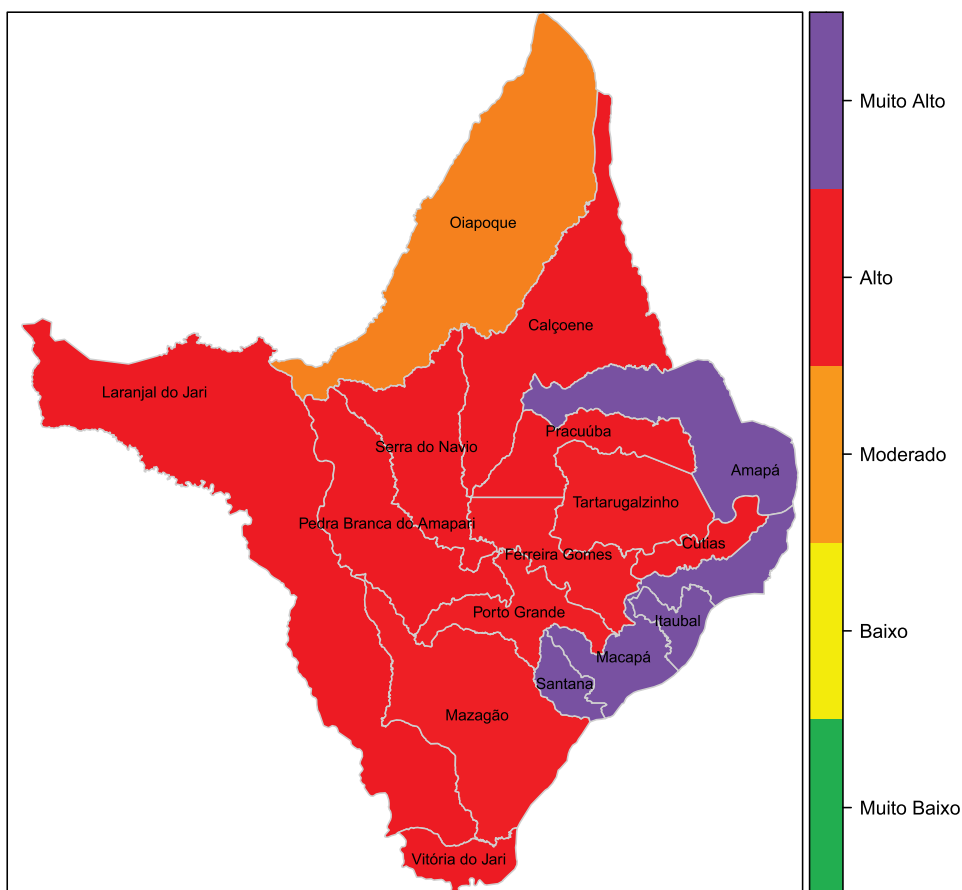 Muito Alto
Oiapoque
Alto
Calçoene
Laranjal do Jari
Pracuúba
Serra do Navio
Moderado
Amapá
Tartarugalzinho
Pedra Branca do Amapari
Cutias
Ferreira Gomes
Porto Grande
Itaubal
Baixo
Macapá
Santana
Mazagão
Muito Baixo
Vitória do Jari